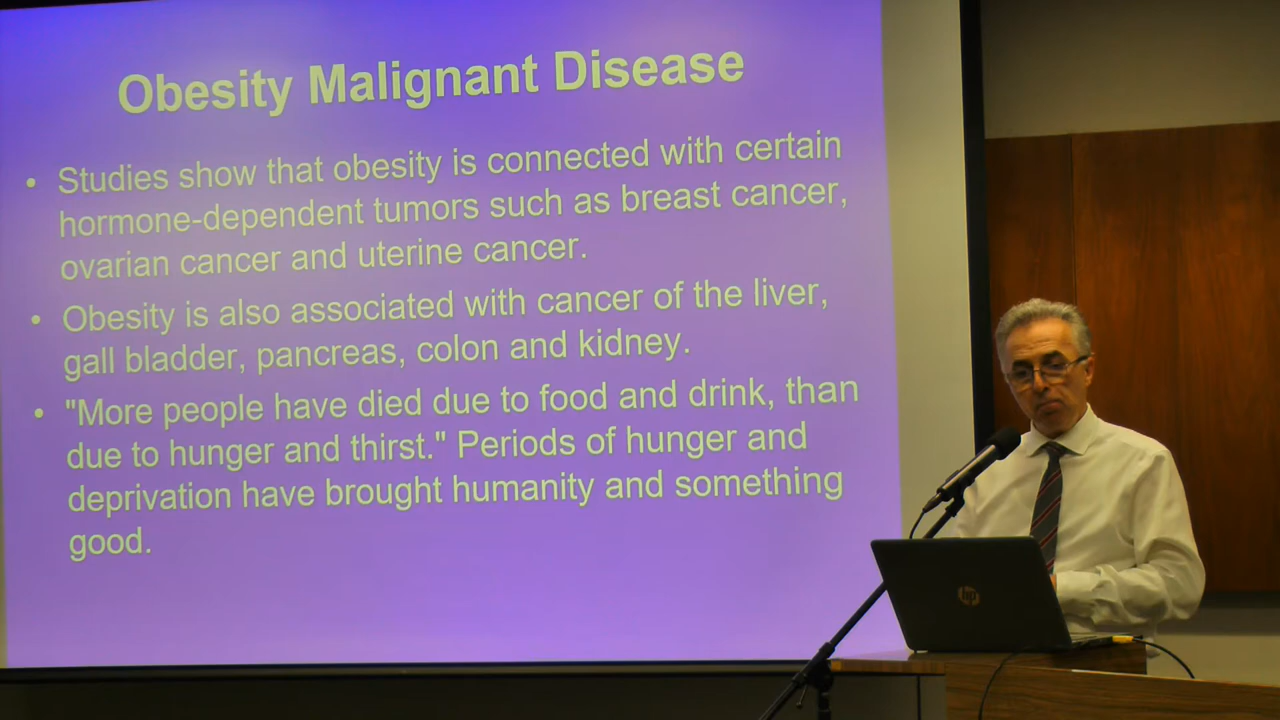 Obesity Malignant Disease
• Studies show that obesity is connected with certain
hormone-dependent tumors such as breast cancer,
ovarian cancer and uterine cancer.
• Obesity is also associated with cancer of the liver,
gall bladder, pancreas, colon and kidney.
• "More people have died due to food and drink, than
due to hunger and thirst." Periods of hunger and
deprivation have brought humanity and something
good.
hp